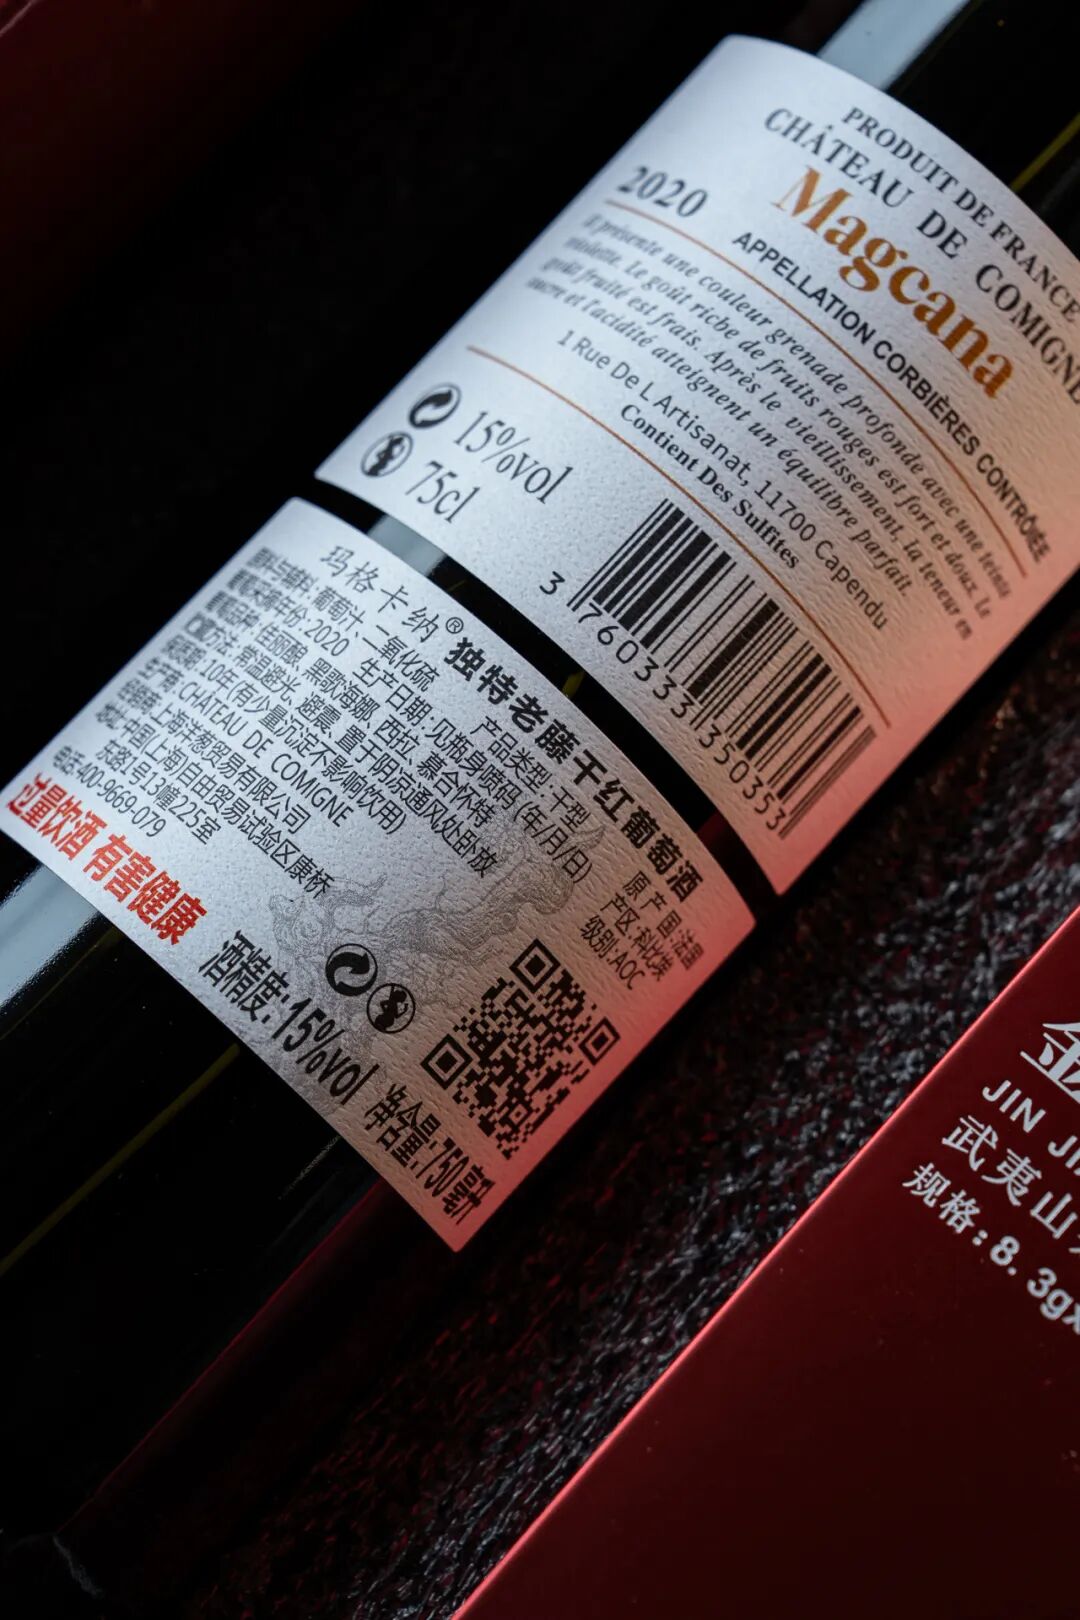 PRODUIT DE FRANCE
CHÂTEAU DE COMIGNE
Magcana
2020
APPELLATION CORBIÈRES CONTRÔLÉE
Il présente une couleur grenade profonde avec une teinte
violette. Le goût riche de fruits rouges est fort et doux. Le
goût fruité est frais. Après le vieillissement, la teneur en
sucre et l'acidité atteignent un équilibre parfait.
1 Rue De L Artisanat, 11700 Capendu
Contient Des Sulfites
15%vol
75cl
3 760333 350353
玛格卡纳® 独特老藤干红葡萄酒
原料与辅料:葡萄汁、二氧化硫 产品类型:干型
葡萄采摘年份:2020 生产日期:见瓶身喷码 (年/月/日)
葡萄品种:佳丽酿、黑歌海娜、西拉、慕合怀特
贮藏方法:常温避光、避震、置于阴凉通风处卧放
保质期:10年(有少量沉淀不影响饮用)
生产商:CHATEAU DE COMIGNE
经销商:上海洋葱贸易有限公司
地址:中国(上海)自由贸易试验区康桥
东路1号13幢225室
电话:400-9669-079
原产国:法国
产区:科比埃
级别:AOC
过量饮酒 有害健康
酒精度:15%vol
净含量:750毫升
金
JIN JI
武夷山
规格:8.3gx